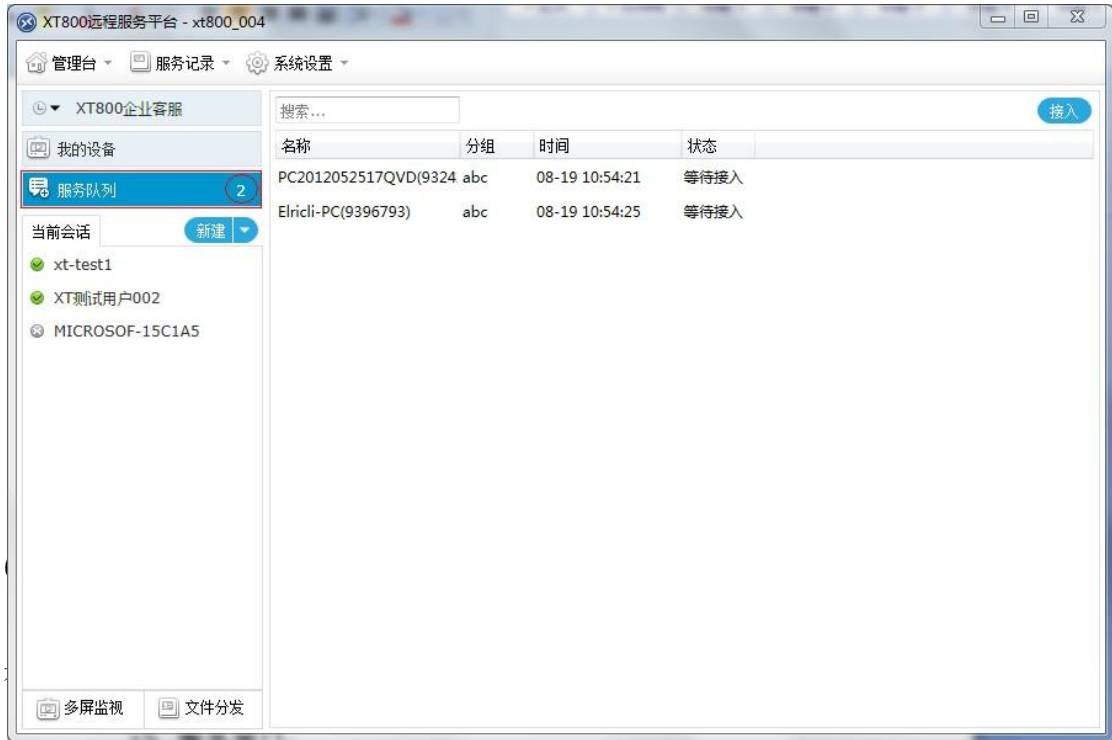 XT800远程服务平台 - xt800_004
管理台 服务记录 系统设置
XT800企业客服
搜索...
接入
我的设备
名称 分组 时间 状态
服务队列 2
PC2012052517QVD(9324 abc 08-19 10:54:21 等待接入
Elricli-PC(9396793) abc 08-19 10:54:25 等待接入
当前会话 新建
xt-test1
XT测试用户002
MICROSOF-15C1A5
多屏监视 文件分发